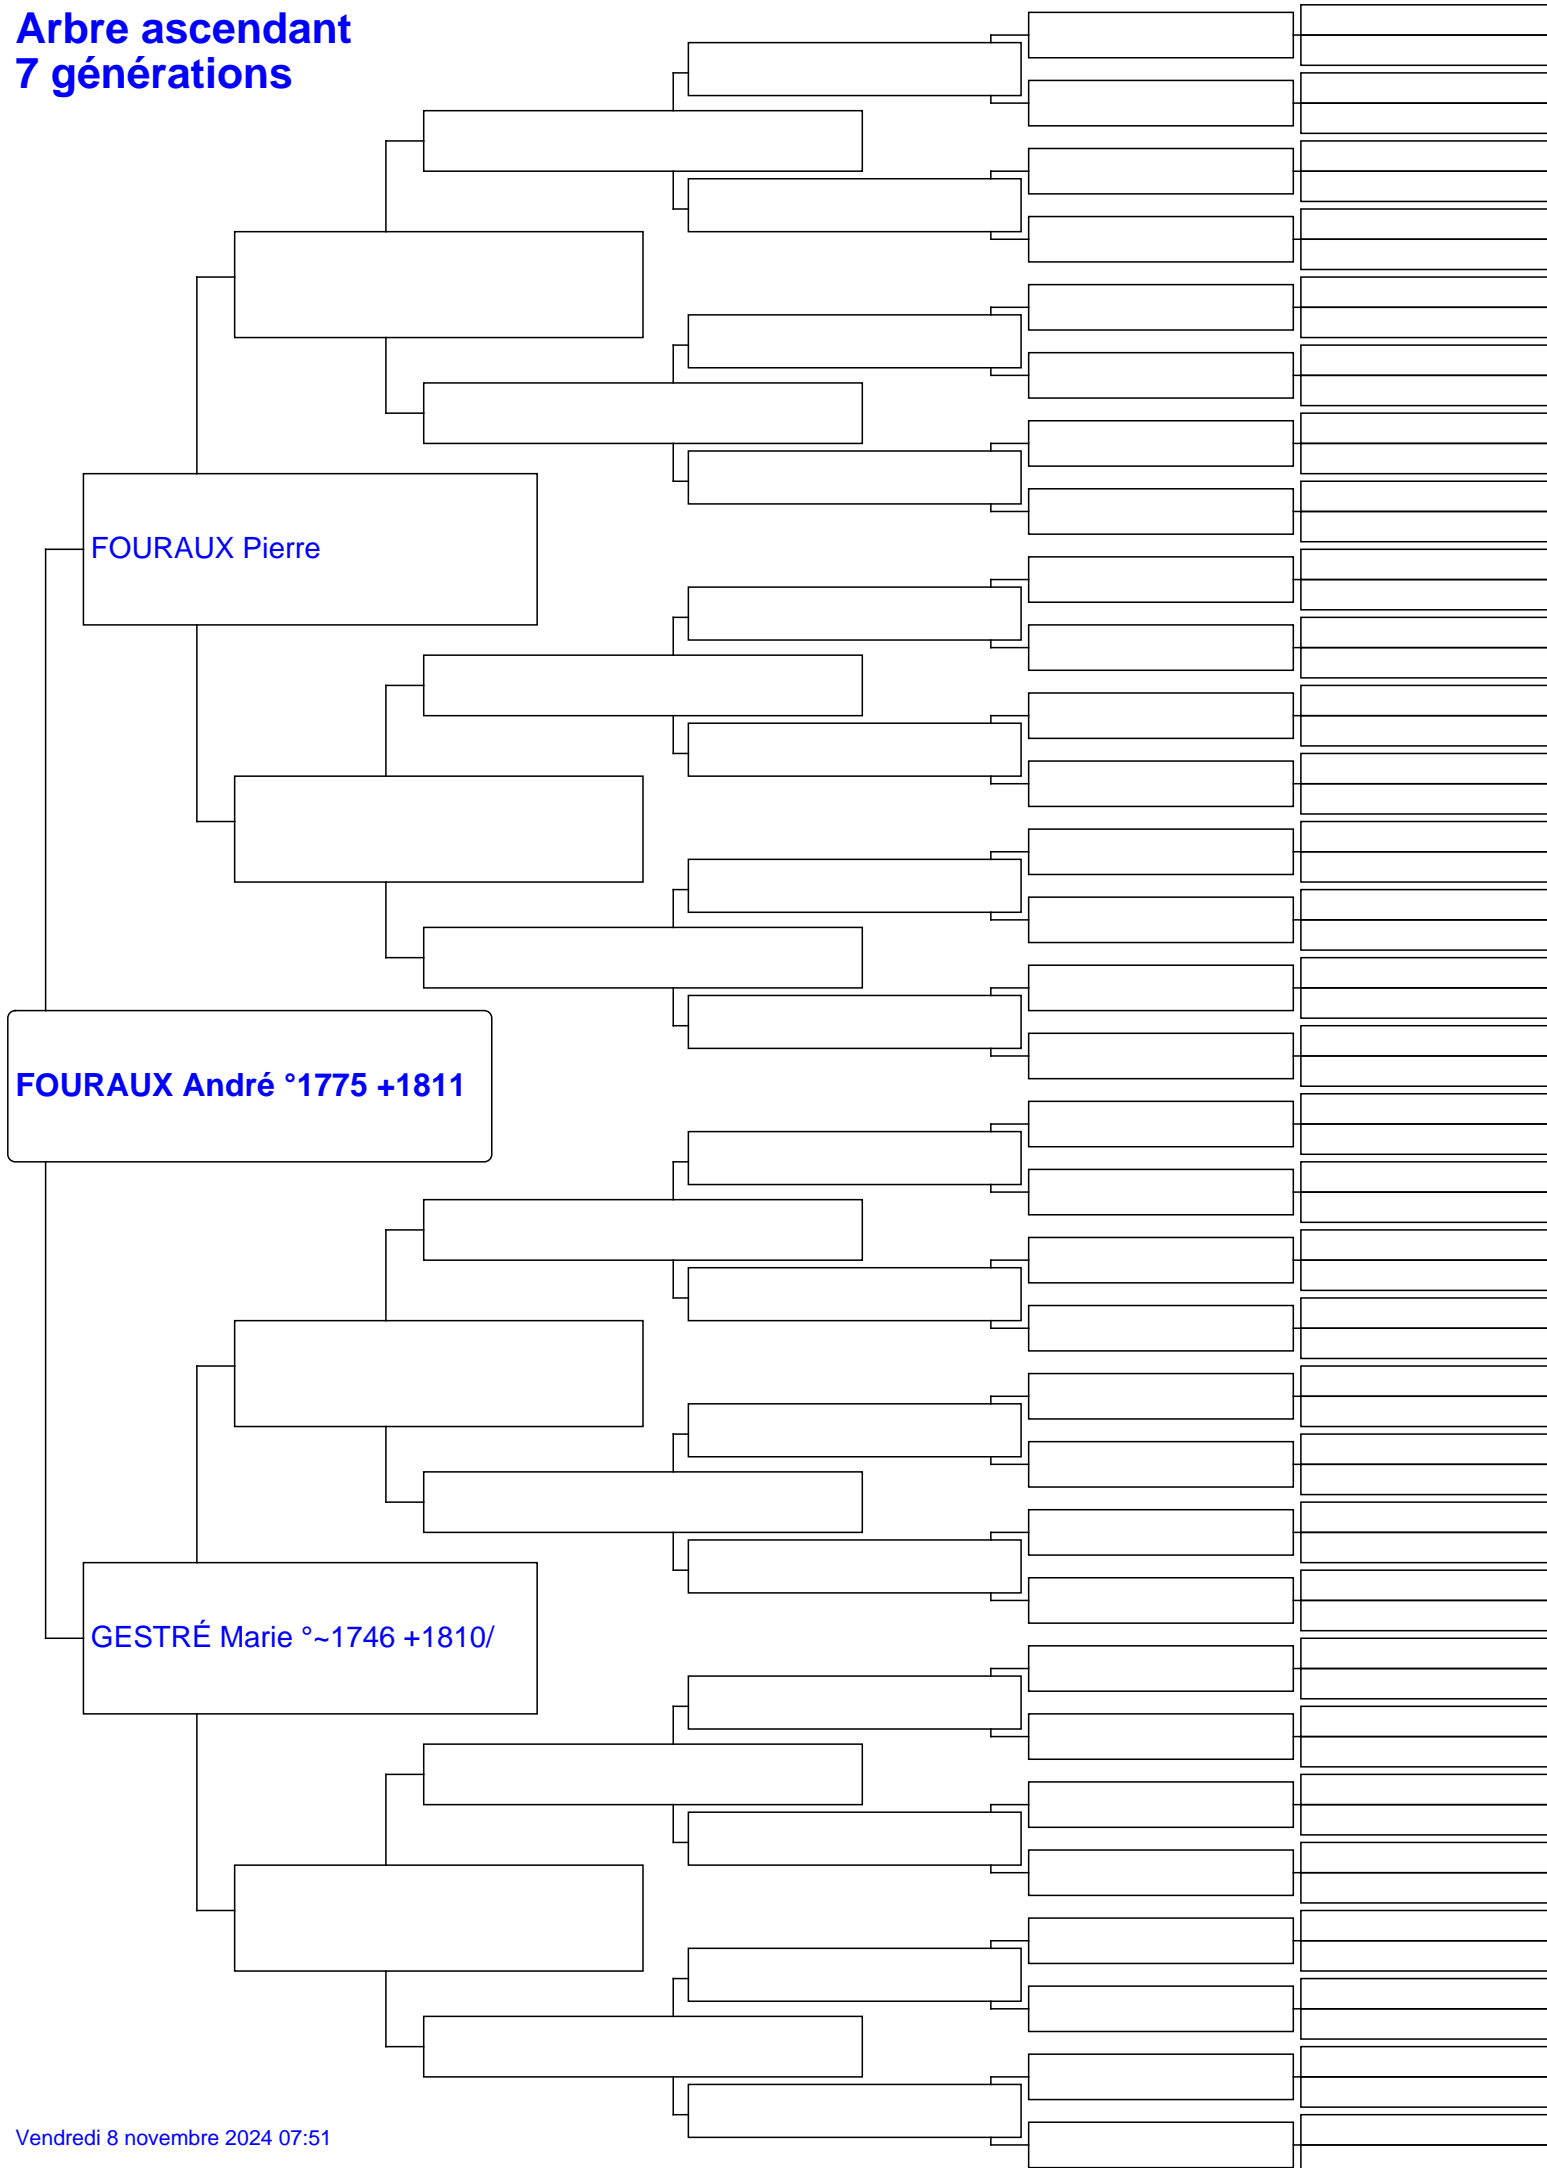 Arbre ascendant
7 générations
FOURAUX Pierre
FOURAUX André °1775 +1811
GESTRÉ Marie °~1746 +1810/
Vendredi 8 novembre 2024 07:51